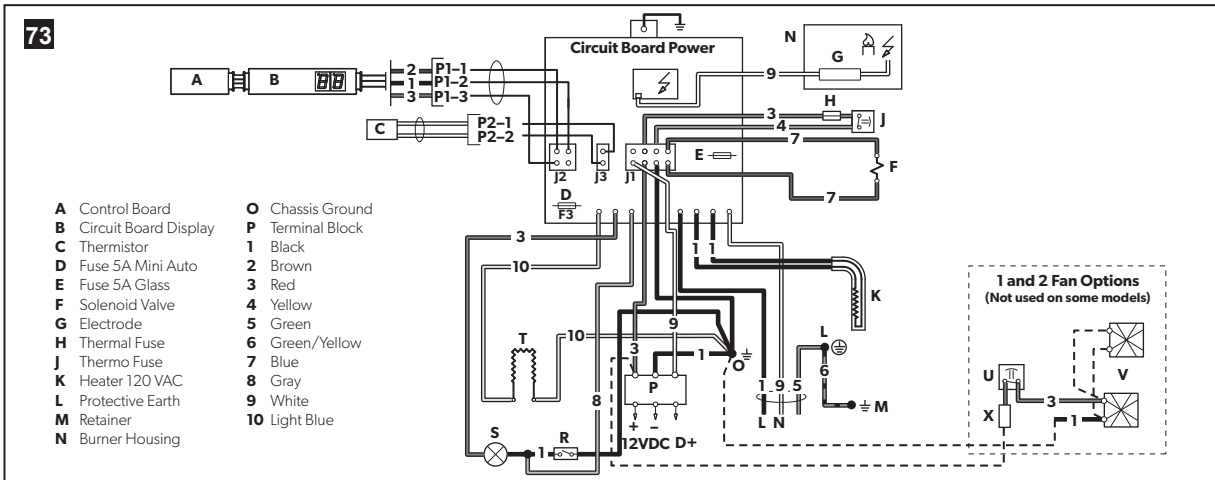 73
Circuit Board Power
N
G
9
A
B
2
1
3
P1–1
P1–2
P1–3
C
P2–1
P2–2
J2
J3
J1
D
F3
E
3
4
H
J
7
F
7
A Control Board
B Circuit Board Display
C Thermistor
D Fuse 5A Mini Auto
E Fuse 5A Glass
F Solenoid Valve
G Electrode
H Thermal Fuse
J Thermo Fuse
K Heater 120 VAC
L Protective Earth
M Retainer
N Burner Housing
O Chassis Ground
P Terminal Block
1 Black
2 Brown
3 Red
4 Yellow
5 Green
6 Green/Yellow
7 Blue
8 Gray
9 White
10 Light Blue
3
10
T
10
8
S
1
R
3
1
9
O
P
+ –
12VDC D+
1
1
K
1
9
5
L N
L
6
M
1 and 2 Fan Options
(Not used on some models)
U
V
X
3
1